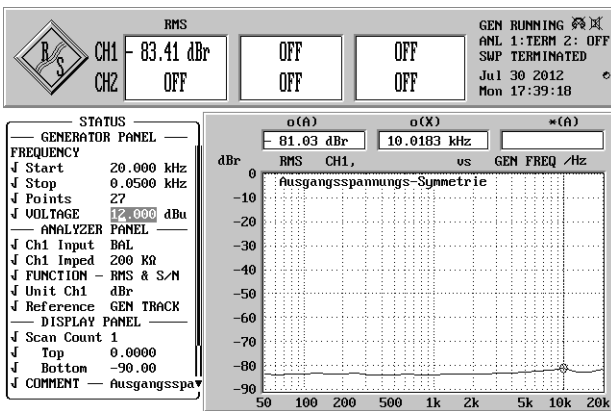 RMS
CH1 - 83.41 dBr OFF OFF
CH2 OFF OFF OFF
R S
GEN RUNNING
ANL 1:TERM 2: OFF
SWP TERMINATED
Jul 30 2012
Mon 17:39:18
STATUS
GENERATOR PANEL
FREQUENCY
Start 20.000 kHz
Stop 0.0500 kHz
Points 27
VOLTAGE 12.000 dBu
ANALYZER PANEL
Ch1 Input BAL
Ch1 Imped 200 KΩ
FUNCTION - RMS & S/N
Unit Ch1 dBr
Reference GEN TRACK
DISPLAY PANEL
Scan Count 1
Top 0.0000
Bottom -90.00
COMMENT — Ausgangsspa
o(A) o(X) *(A)
- 81.03 dBr 10.0183 kHz
dBr RMS CH1, vs GEN FREQ /Hz
Ausgangsspannungs-Symmetrie
0
-10
-20
-30
-40
-50
-60
-70
-80
-90
50 100 200 500 1k 2k 5k 10k 20k